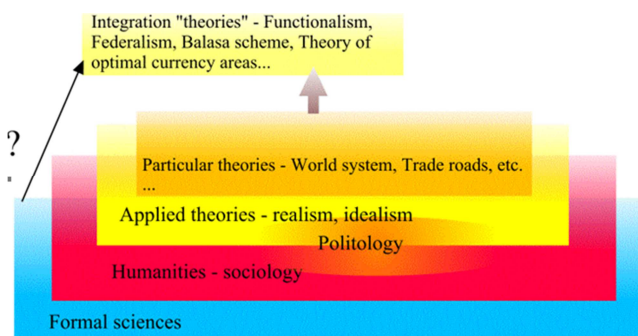 Integration "theories" - Functionalism,
Federalism, Balasa scheme, Theory of
optimal currency areas...
?
Particular theories - World system, Trade roads, etc.
...
Applied theories - realism, idealism
Politology
Humanities - sociology
Formal sciences